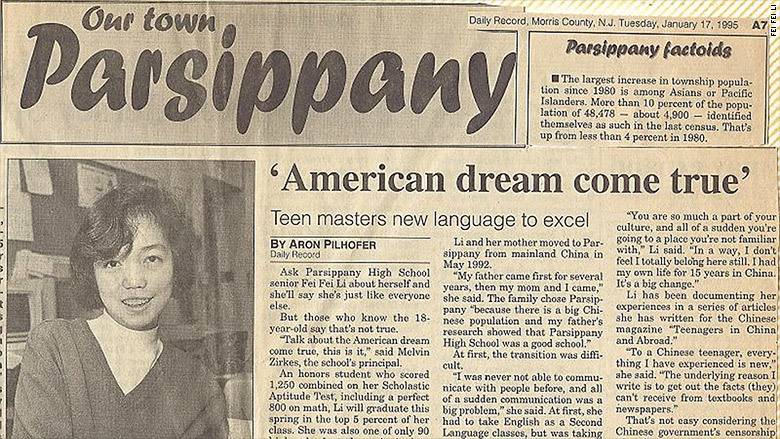 Our town
Parsippany
Daily Record, Morris County, N.J. Tuesday, January 17, 1995 A7
FEI FEI LI
Parsippany factoids
■ The largest increase in township popula-
tion since 1980 is among Asians or Pacific
Islanders. More than 10 percent of the popu-
lation of 48,478 — about 4,900 — identified
themselves as such in the last census. That's
up from less than 4 percent in 1980.
'American dream come true'
Teen masters new language to excel
BY ARON PILHOFER
Daily Record
Ask Parsippany High School
senior Fei Fei Li about herself and
she'll say she's just like everyone
else.
But those who know the 18-
year-old say that's not true.
"Talk about the American dream
come true, this is it," said Melvin
Zirkes, the school's principal.
An honors student who scored
1,250 combined on her Scholastic
Aptitude Test, including a perfect
800 on math, Li will graduate this
spring in the top 5 percent of her
class. She was also one of only 90
Li and her mother moved to Par-
sippany from mainland China in
May 1992.
"My father came first for several
years, then my mom and I came,"
she said. The family chose Parsip-
pany "because there is a big Chi-
nese population and my father's
research showed that Parsippany
High School was a good school."
At first, the transition was diffi-
cult.
"I was never not able to commu-
nicate with people before, and all
of a sudden communication was a
big problem," she said. At first, she
had to take English as a Second
Language classes, but was taking
"You are so much a part of your
culture, and all of a sudden you're
going to a place you're not familiar
with," Li said. "In a way, I don't
feel I totally belong here still. I had
my own life for 15 years in China.
It's a big change."
Li has been documenting her
experiences in a series of articles
she has written for the Chinese
magazine "Teenagers in China
and Abroad."
"To a Chinese teenager, every-
thing I have experienced is new,"
she said. "The underlying reason I
write is to get out the facts (they)
can't receive from textbooks and
newspapers."
That's not easy considering the
Chinese government's censorship